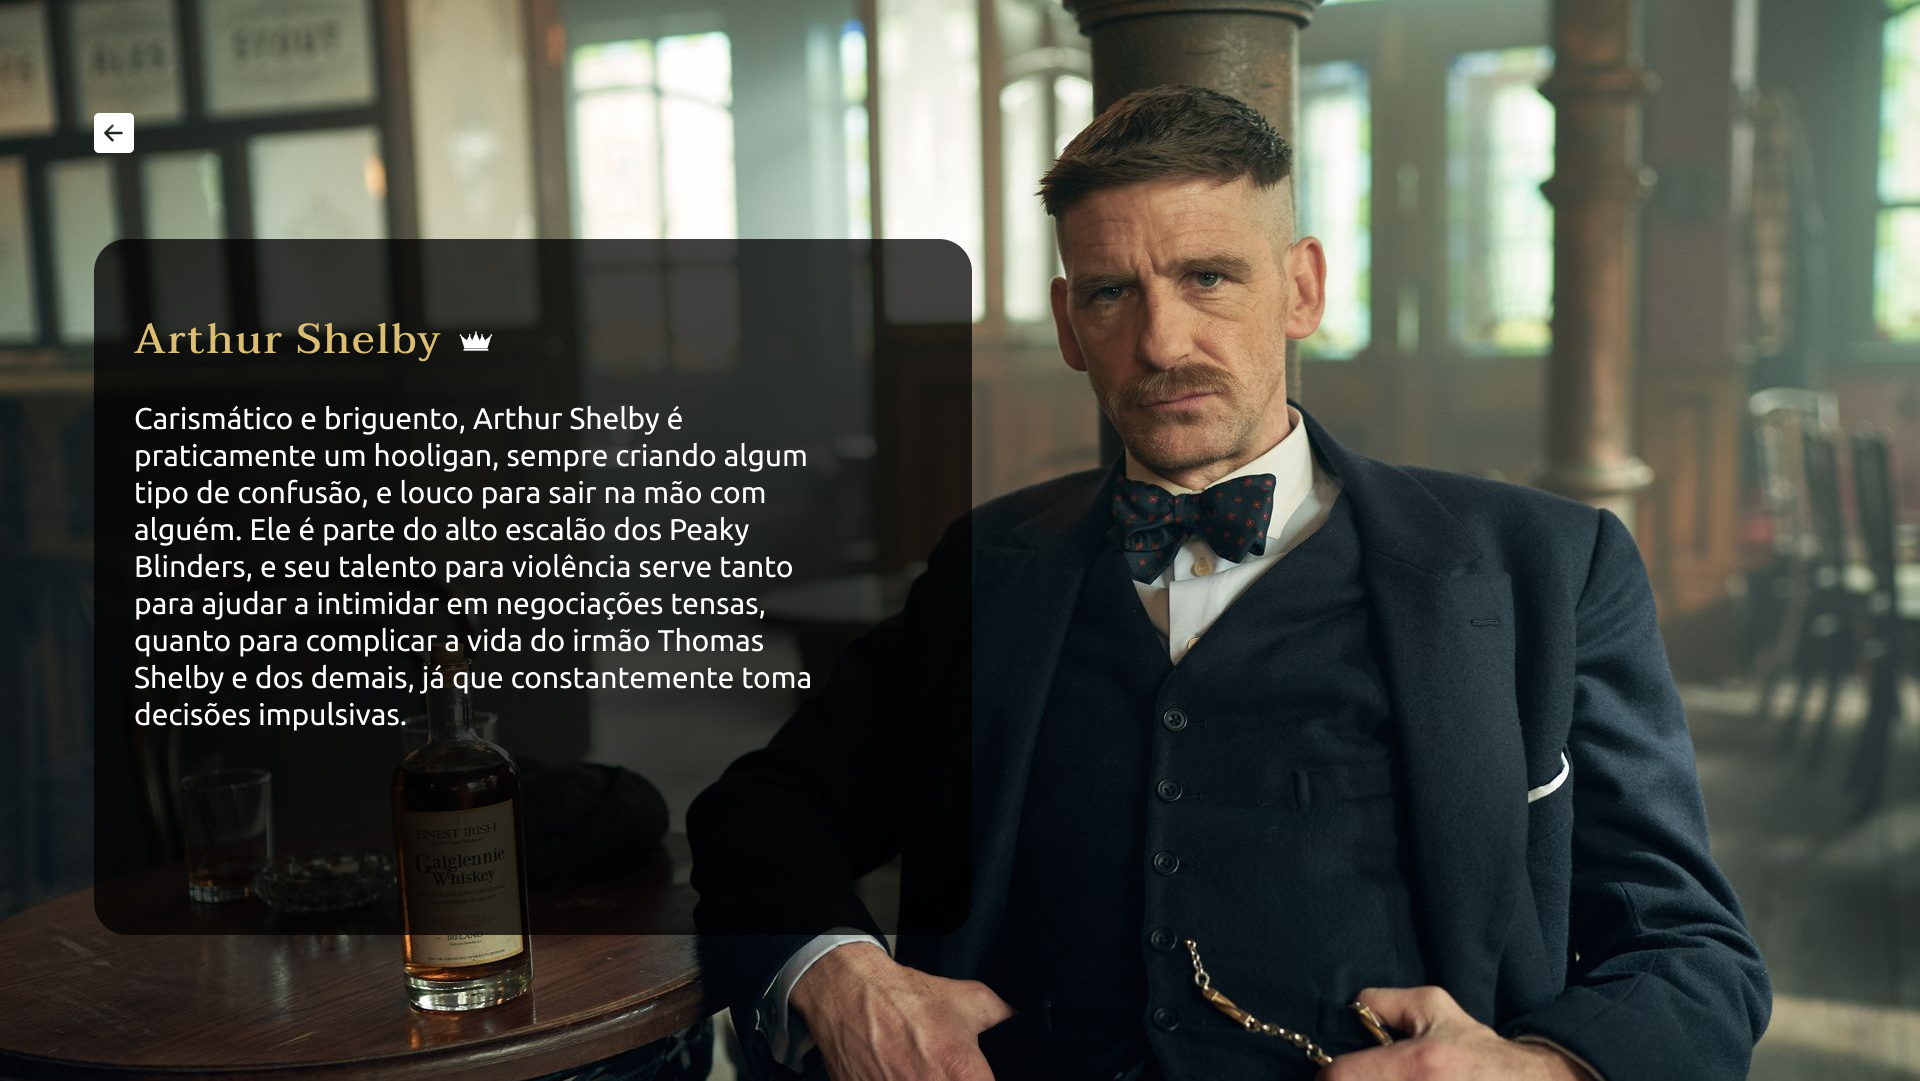 ALES
STOUT
Arthur Shelby
Carismático e briguento, Arthur Shelby é
praticamente um hooligan, sempre criando algum
tipo de confusão, e louco para sair na mão com
alguém. Ele é parte do alto escalão dos Peaky
Blinders, e seu talento para violência serve tanto
para ajudar a intimidar em negociações tensas,
quanto para complicar a vida do irmão Thomas
Shelby e dos demais, já que constantemente toma
decisões impulsivas.
FINEST IRISH
Galglennie
Whiskey
IRELAND